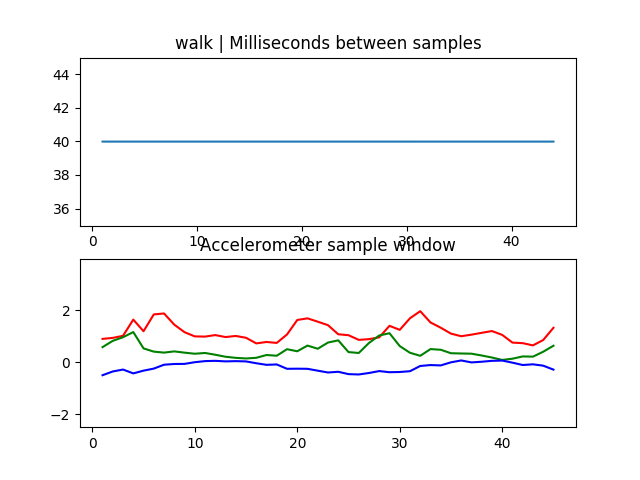 walk | Milliseconds between samples
44
42
40
38
36
0 10 20 30 40
Accelerometer sample window
2
0
−2
0 10 20 30 40